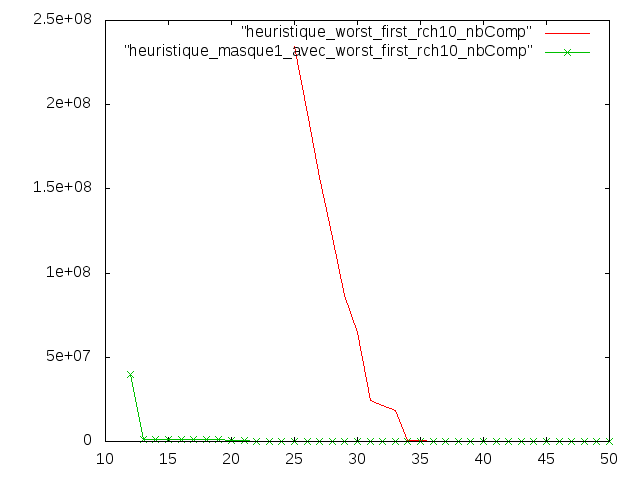 2.5e+08
"heuristique_worst_first_rch10_nbComp"
"heuristique_masque1_avec_worst_first_rch10_nbComp"
2e+08
1.5e+08
1e+08
5e+07
0
10 15 20 25 30 35 40 45 50